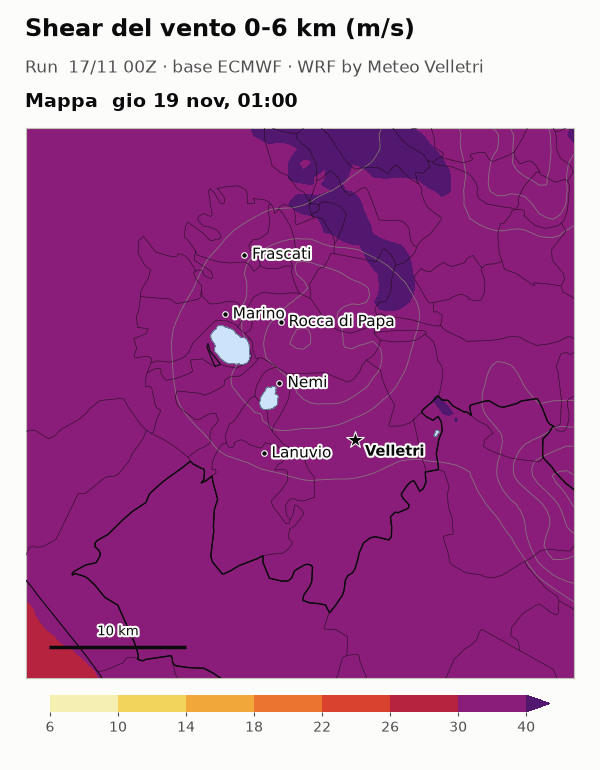 Shear del vento 0-6 km (m/s)
Run  17/11 00Z · base ECMWF · WRF by Meteo Velletri
Mappa  gio 19 nov, 01:00
Frascati
Marino
Rocca di Papa
Nemi
Velletri
Lanuvio
10 km
6 10 14 18 22 26 30 40